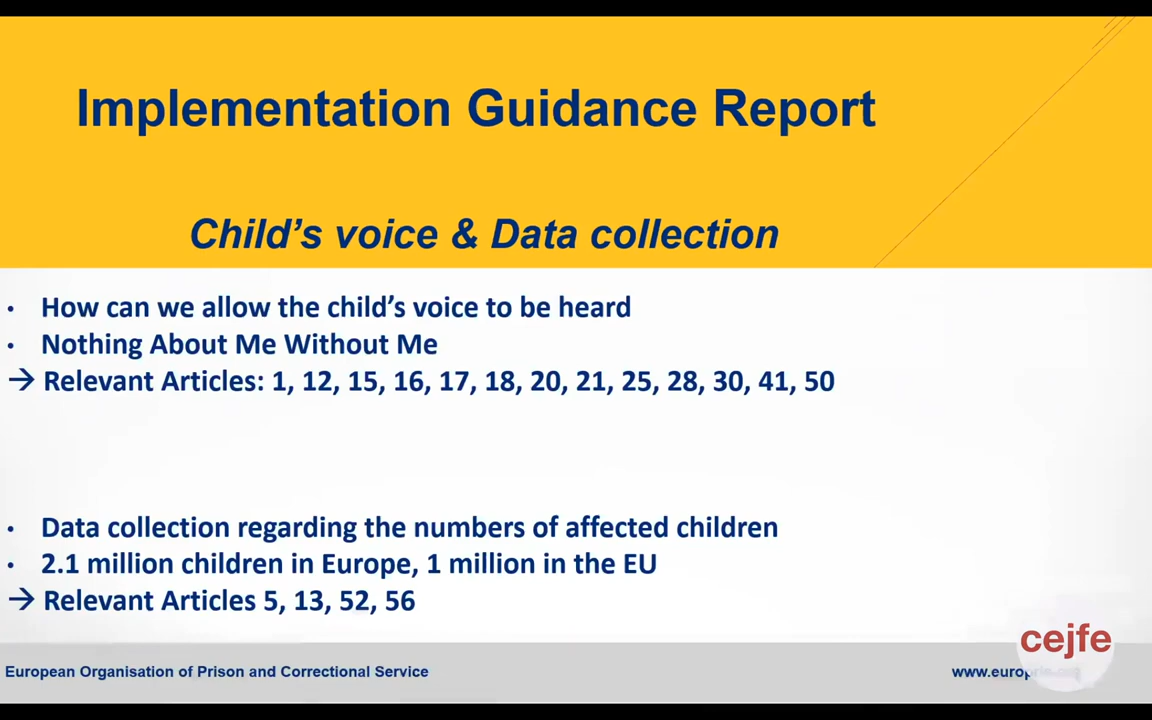 Implementation Guidance Report
Child’s voice & Data collection
• How can we allow the child’s voice to be heard
• Nothing About Me Without Me
→ Relevant Articles: 1, 12, 15, 16, 17, 18, 20, 21, 25, 28, 30, 41, 50
• Data collection regarding the numbers of affected children
• 2.1 million children in Europe, 1 million in the EU
→ Relevant Articles 5, 13, 52, 56
cejfe
European Organisation of Prison and Correctional Service